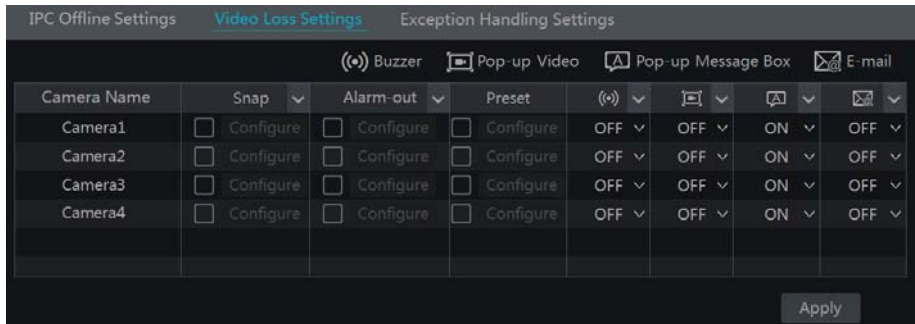 IPC Offline Settings Video Loss Settings Exception Handling Settings
Buzzer Pop-up Video A Pop-up Message Box E-mail
Camera Name Snap Alarm-out Preset A
Camera1 Configure Configure Configure OFF OFF ON OFF
Camera2 Configure Configure Configure OFF OFF ON OFF
Camera3 Configure Configure Configure OFF OFF ON OFF
Camera4 Configure Configure Configure OFF OFF ON OFF
Apply